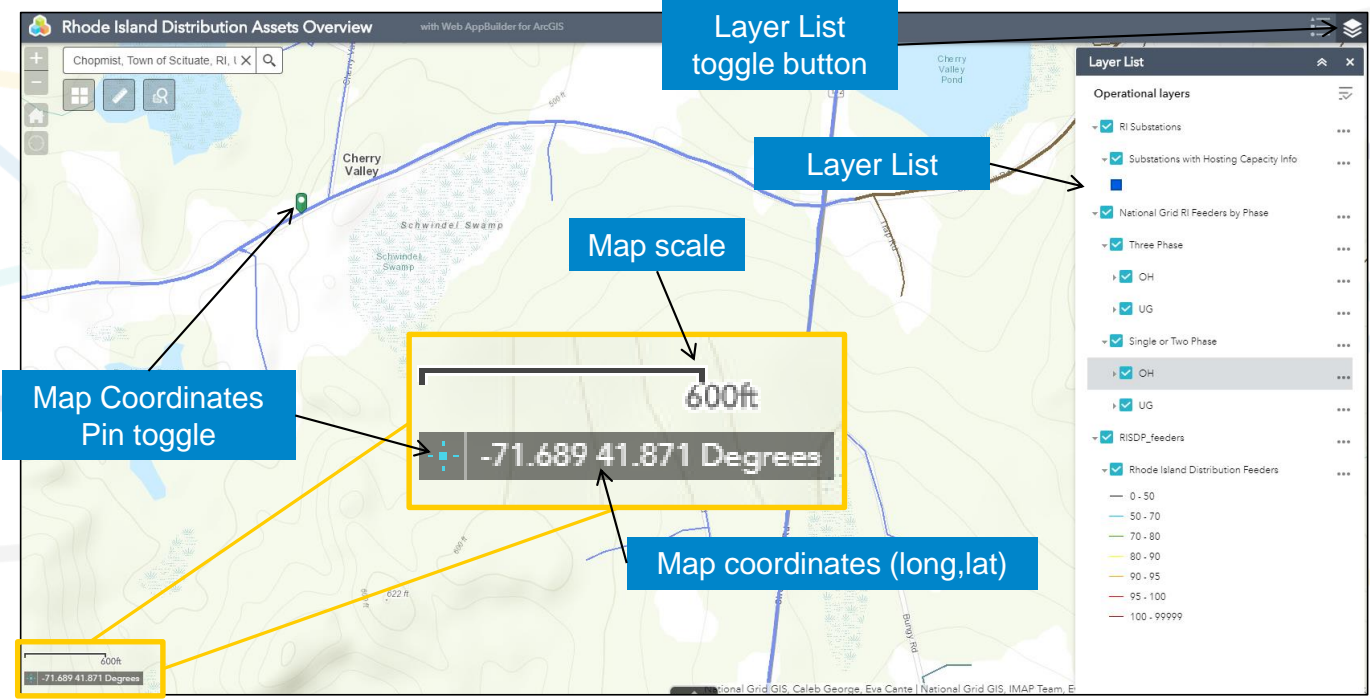 Rhode Island Distribution Assets Overview
with Web AppBuilder for ArcGIS
Layer List
toggle button
Chopmist, Town of Scituate, RI, U
Cherry
Valley
Pond
600 ft
Cherry
Valley
Schwindel Swamp
Schwindel
Swamp
Layer List
Map scale
Map Coordinates
Pin toggle
600ft
-71.689 41.871 Degrees
Map coordinates (long,lat)
622 ft
Bungy Rd
600ft
-71.689 41.871 Degrees
National Grid GIS, Caleb George, Eva Cante | National Grid GIS, IMAP Team, E
Layer List
Operational layers
RI Substations
Substations with Hosting Capacity Info
National Grid RI Feeders by Phase
Three Phase
OH
UG
Single or Two Phase
OH
UG
RISDP_feeders
Rhode Island Distribution Feeders
0 - 50
50 - 70
70 - 80
80 - 90
90 - 95
95 - 100
100 - 99999